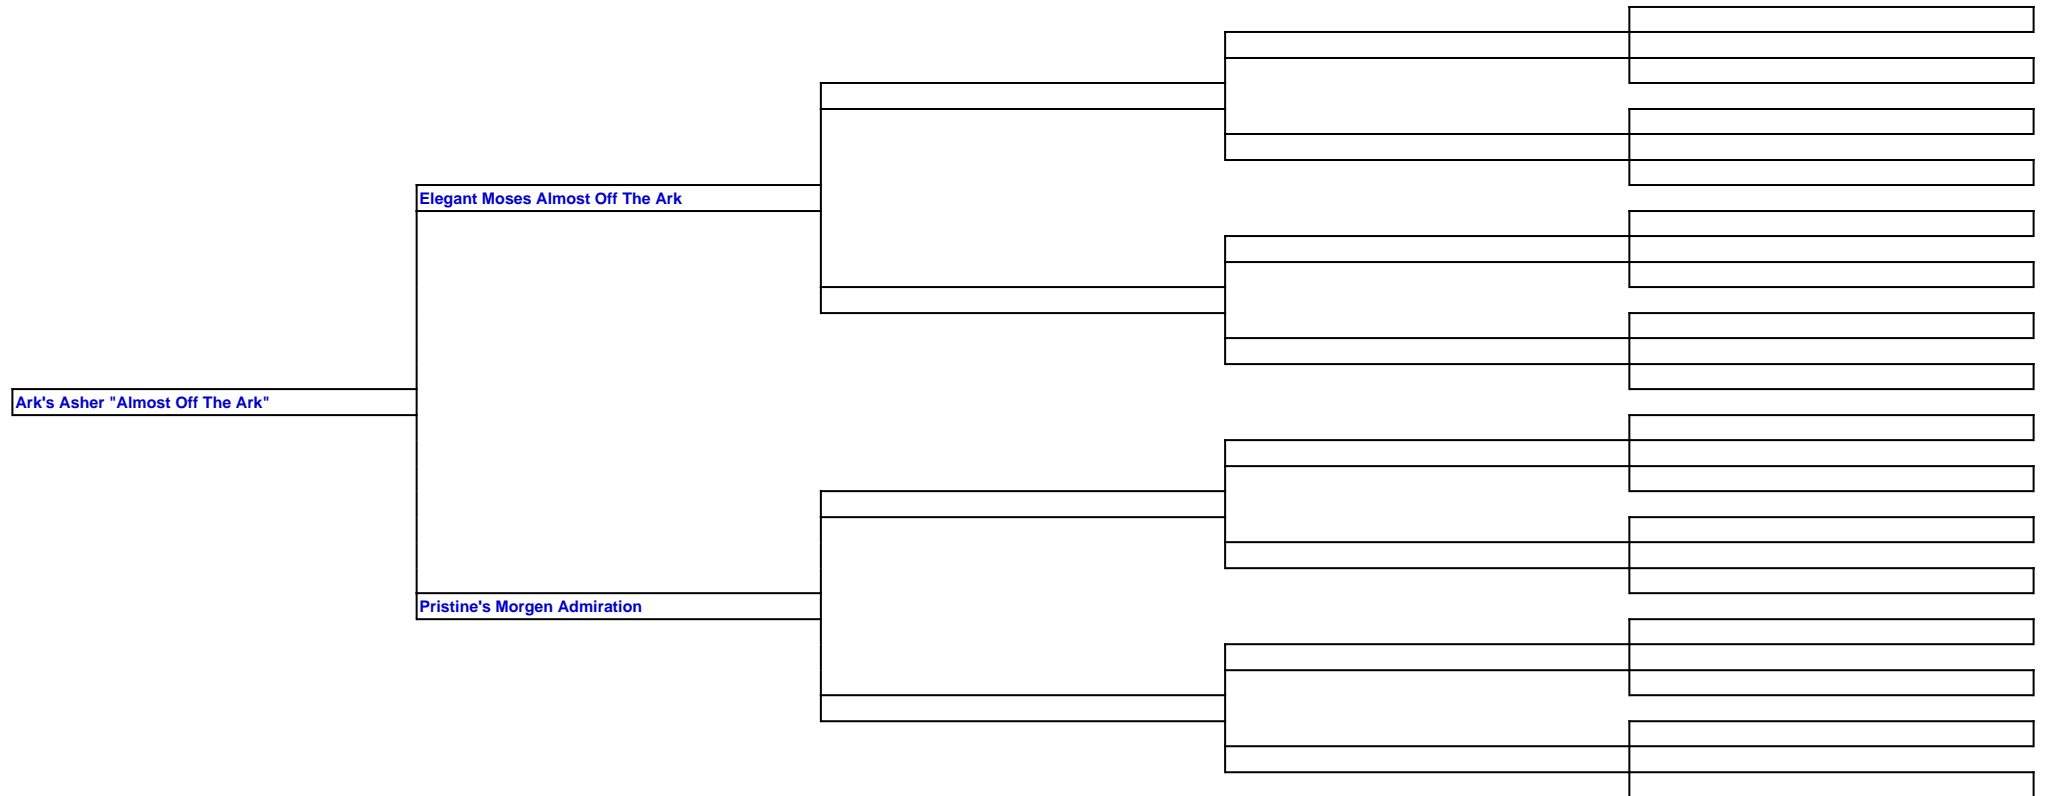 Elegant Moses Almost Off The Ark
Ark's Asher "Almost Off The Ark"
Pristine's Morgen Admiration